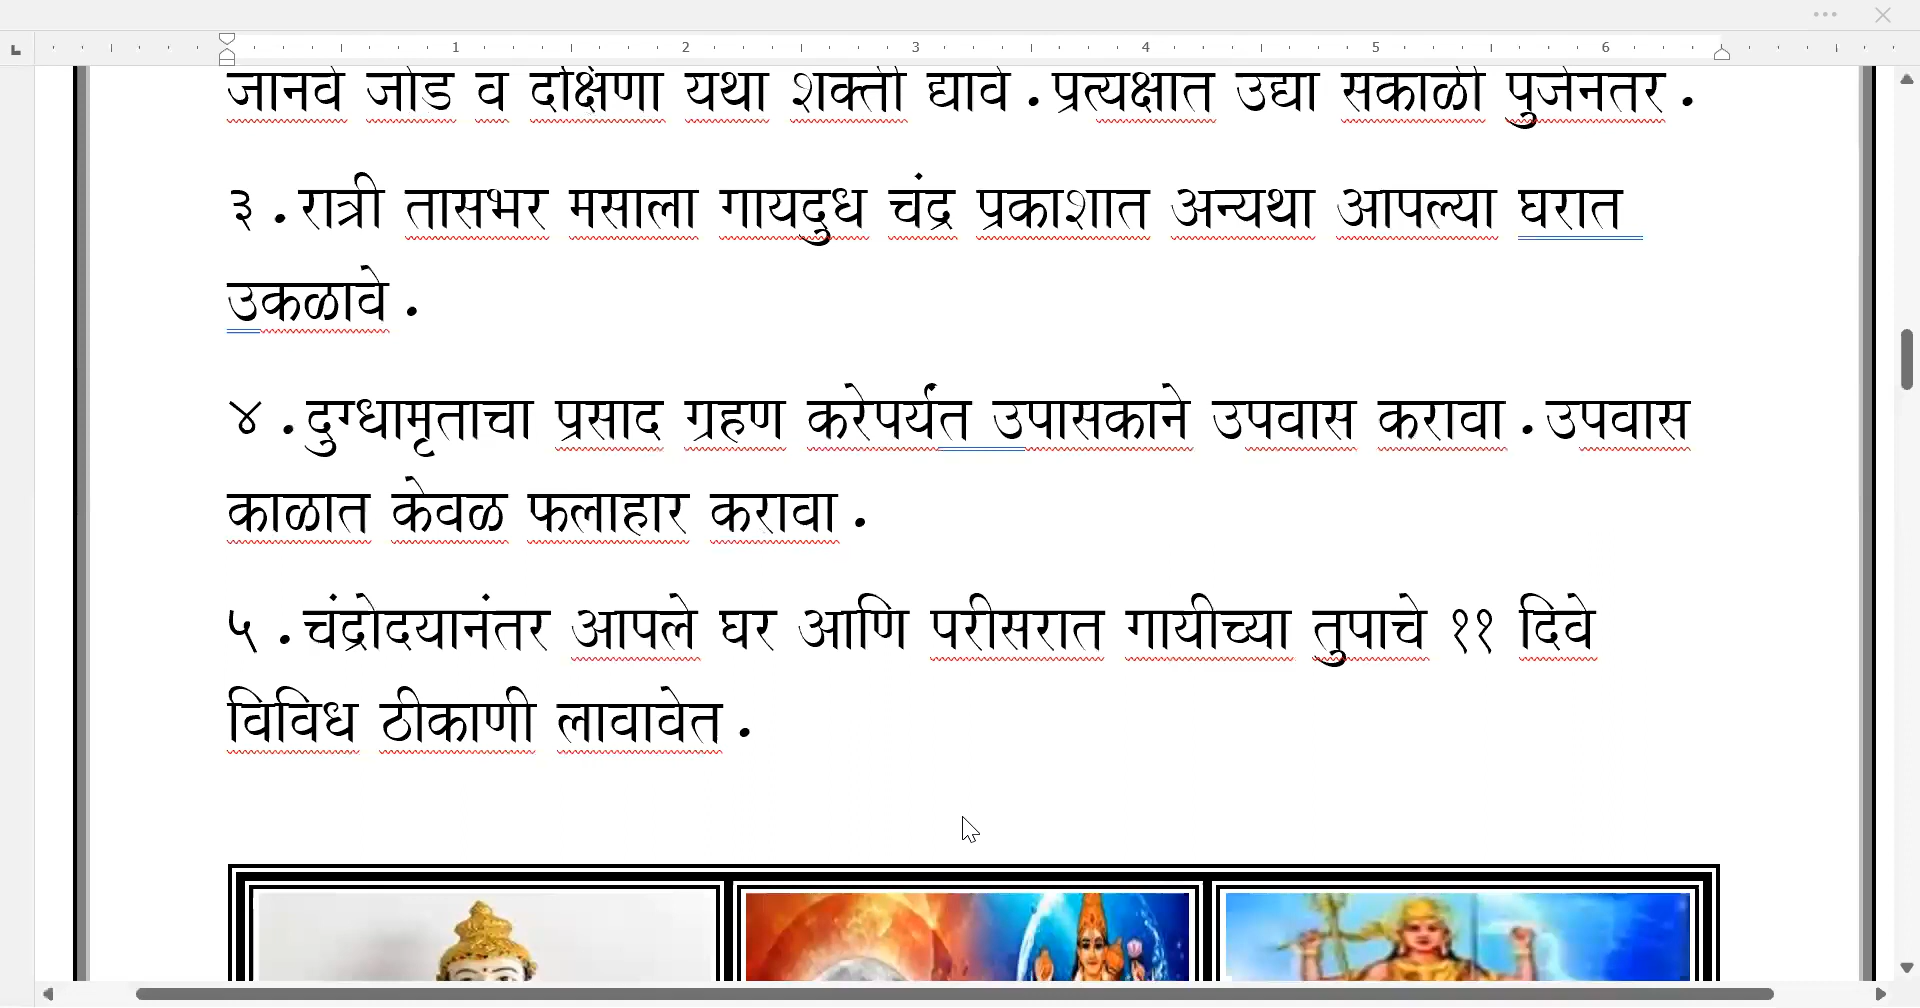 1 2 3 4 5 6
जानवे जोड व दक्षिणा यथा शक्ती द्यावे.प्रत्यक्षात उद्या सकाळी पुजेनतर.
३.रात्री तासभर मसाला गायदुध चंद्र प्रकाशात अन्यथा आपल्या घरात
उकळावे.
४.दुग्धामृताचा प्रसाद ग्रहण करेपर्यंत उपासकाने उपवास करावा.उपवास
काळात केवळ फलाहार करावा.
५.चंद्रोदयानंतर आपले घर आणि परीसरात गायीच्या तुपाचे ११ दिवे
विविध ठीकाणी लावावेत.